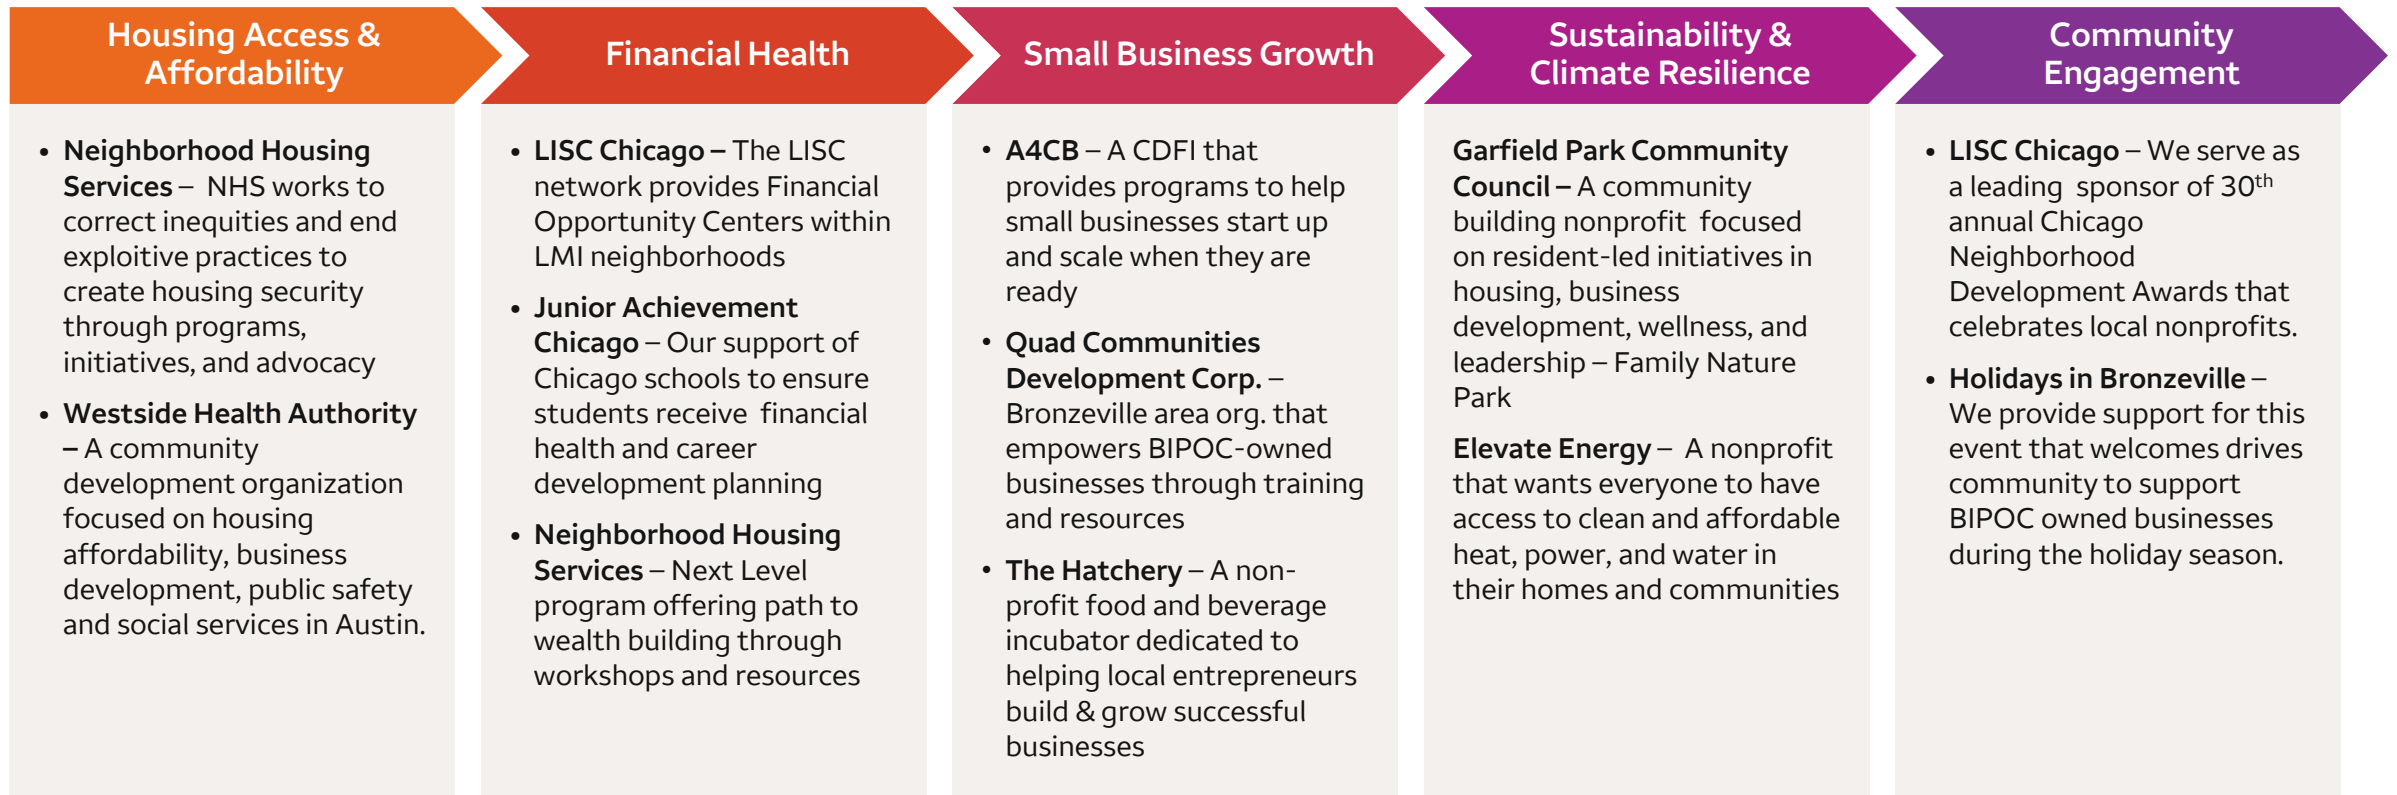 Housing Access &
Affordability
Neighborhood Housing
Services – NHS works to
correct inequities and end
exploitive practices to
create housing security
through programs,
initiatives, and advocacy
Westside Health Authority
– A community
development organization
focused on housing
affordability, business
development, public safety
and social services in Austin.
Financial Health
LISC Chicago – The LISC
network provides Financial
Opportunity Centers within
LMI neighborhoods
Junior Achievement
Chicago – Our support of
Chicago schools to ensure
students receive financial
health and career
development planning
Neighborhood Housing
Services – Next Level
program offering path to
wealth building through
workshops and resources
Small Business Growth
A4CB – A CDFI that
provides programs to help
small businesses start up
and scale when they are
ready
Quad Communities
Development Corp. –
Bronzeville area org. that
empowers BIPOC-owned
businesses through training
and resources
The Hatchery – A non-
profit food and beverage
incubator dedicated to
helping local entrepreneurs
build & grow successful
businesses
Sustainability &
Climate Resilience
Garfield Park Community
Council – A community
building nonprofit focused
on resident-led initiatives in
housing, business
development, wellness, and
leadership – Family Nature
Park
Elevate Energy – A nonprofit
that wants everyone to have
access to clean and affordable
heat, power, and water in
their homes and communities
Community
Engagement
LISC Chicago – We serve as
a leading sponsor of 30th
annual Chicago
Neighborhood
Development Awards that
celebrates local nonprofits.
Holidays in Bronzeville –
We provide support for this
event that welcomes drives
community to support
BIPOC owned businesses
during the holiday season.